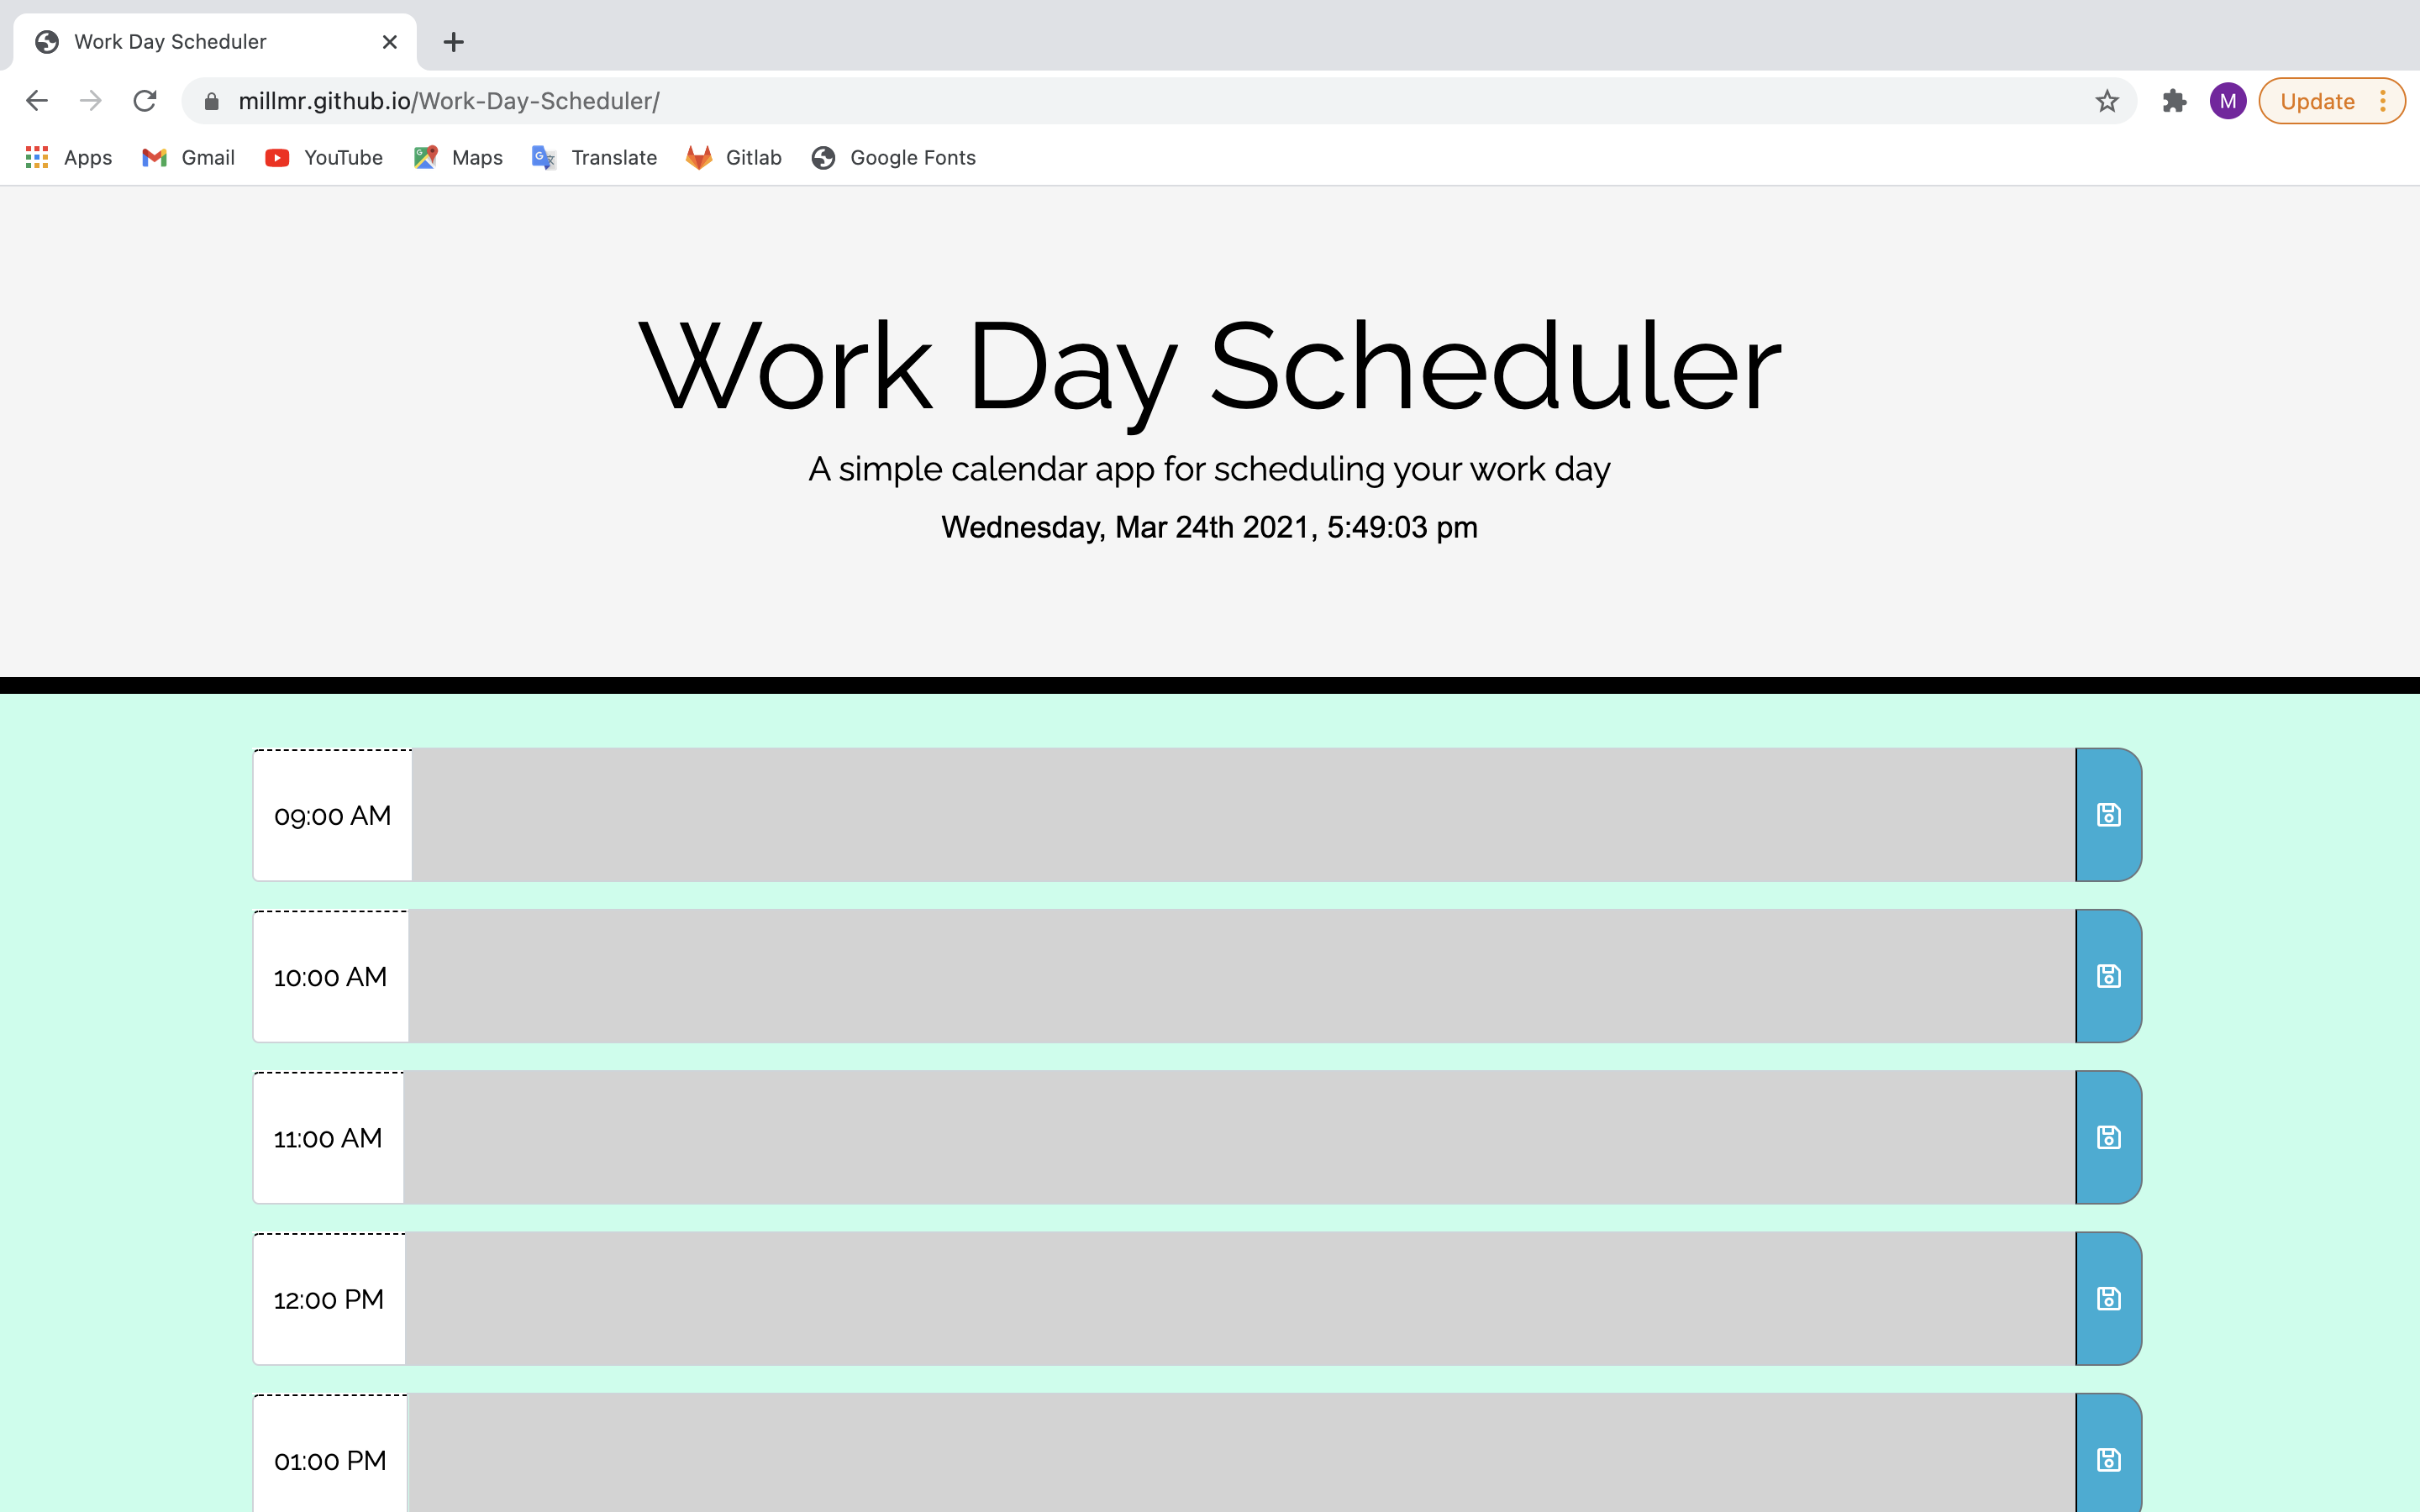 Work Day Scheduler
millmr.github.io/Work-Day-Scheduler/
M
Update
Apps Gmail YouTube Maps Translate Gitlab Google Fonts
Work Day Scheduler
A simple calendar app for scheduling your work day
Wednesday, Mar 24th 2021, 5:49:03 pm
09:00 AM
10:00 AM
11:00 AM
12:00 PM
01:00 PM